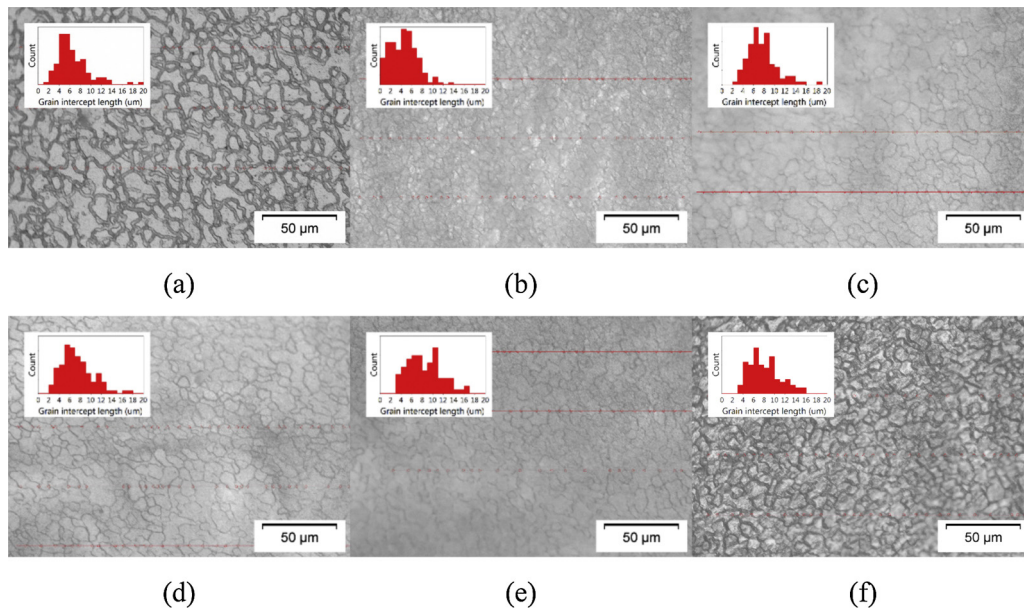 Count
0 2 4 6 8 10 12 14 16 18 20
Grain intercept length (um)
50 µm
Count
0 2 4 6 8 10 12 14 16 18 20
Grain intercept length (um)
50 µm
Count
0 2 4 6 8 10 12 14 16 18 20
Grain intercept length (um)
50 µm
(a)
(b)
(c)
Count
0 2 4 6 8 10 12 14 16 18 20
Grain intercept length (um)
50 µm
Count
0 2 4 6 8 10 12 14 16 18 20
Grain intercept length (um)
50 µm
Count
0 2 4 6 8 10 12 14 16 18 20
Grain intercept length (um)
50 µm
(d)
(e)
(f)